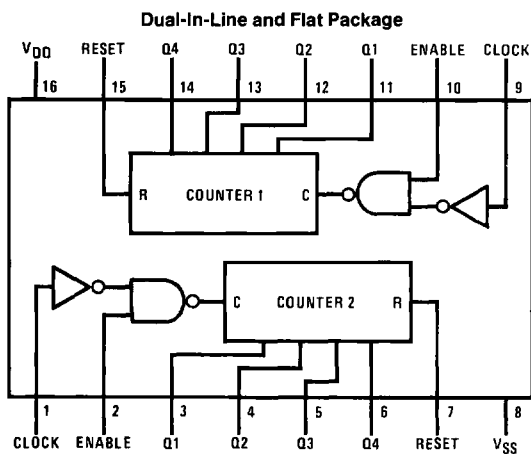 Dual-In-Line and Flat Package
VDD RESET Q4 Q3 Q2 Q1 ENABLE CLOCK
16 15 14 13 12 11 10 9
R COUNTER 1 C
C COUNTER 2 R
1 2 3 4 5 6 7 8
CLOCK ENABLE Q1 Q2 Q3 Q4 RESET VSS